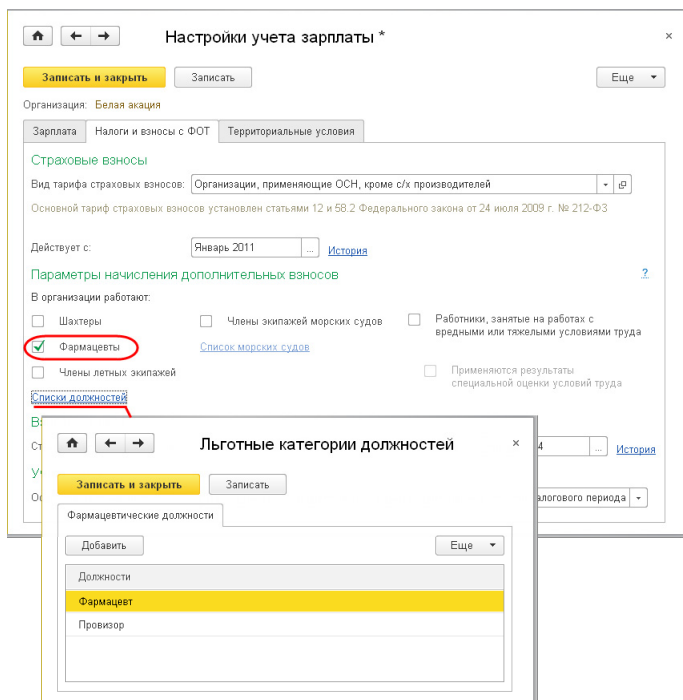 Настройки учета зарплаты *
Записать и закрыть Записать Еще
Организация: Белая акация
Зарплата Налоги и взносы с ФОТ Территориальные условия
Страховые взносы
Вид тарифа страховых взносов: Организации, применяющие ОСН, кроме с/х производителей
Основной тариф страховых взносов установлен статьями 12 и 58.2 Федерального закона от 24 июля 2009 г. № 212-ФЗ
Действует с: Январь 2011 ... История
Параметры начисления дополнительных взносов ?
В организации работают:
Шахтеры Члены экипажей морских судов Работники, занятые на работах с
вредными или тяжелыми условиями труда
Фармацевты Список морских судов
Члены летных экипажей Применяются результаты
специальной оценки условий труда
Списки должностей
4 ... История
алогового периода
Льготные категории должностей
Записать и закрыть Записать
Фармацевтические должности
Добавить Еще
Должности
Фармацевт
Провизор